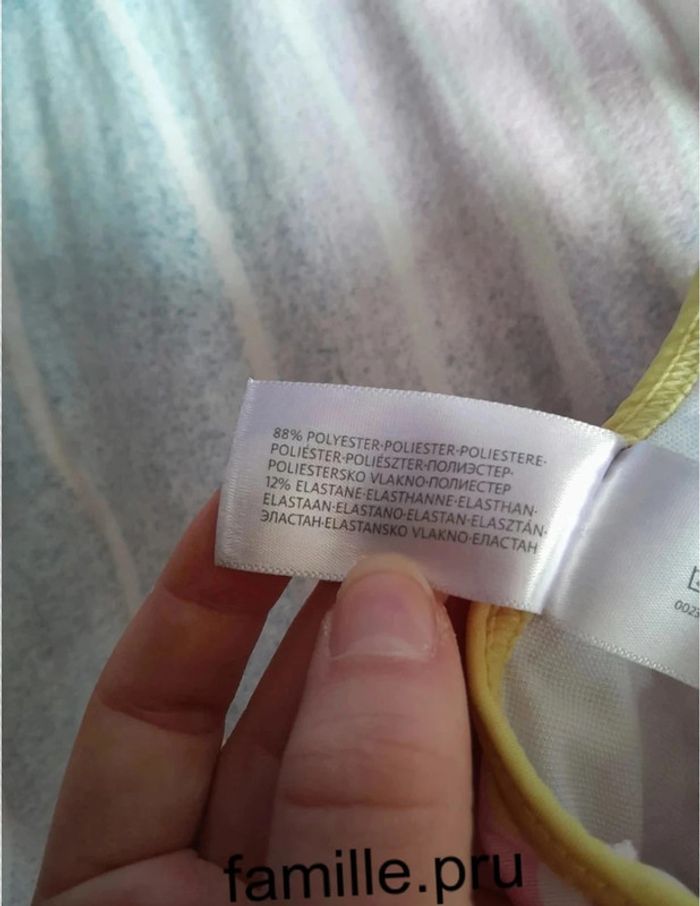 88% POLYESTER·POLIESTER·POLIESTERE·
POLIÉSTER·POLIÉSZTER·ПОЛИЭСТЕР·
POLIESTERSKO VLAKNO·ПОЛИЕСТЕР
12% ELASTANE·ELASTHANNE·ELASTHAN·
ELASTAAN·ELASTANO·ELASTAN·ELASZTÁN·
ЭЛАСТАН·ELASTANSKO VLAKNO·ЕЛАСТАН
famille.pru